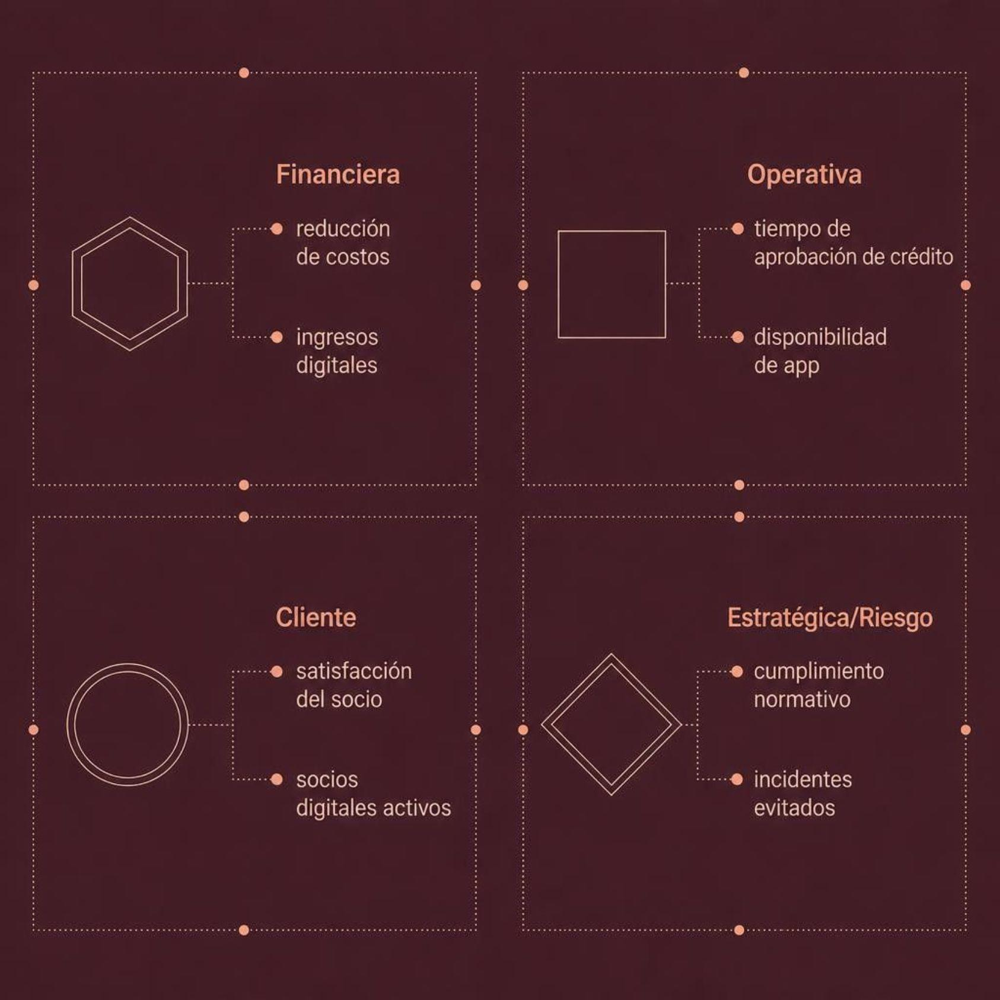 Financiera
reducción
de costos
ingresos
digitales
Operativa
tiempo de
aprobación de crédito
disponibilidad
de app
Cliente
satisfacción
del socio
socios
digitales activos
Estratégica/Riesgo
cumplimiento
normativo
incidentes
evitados